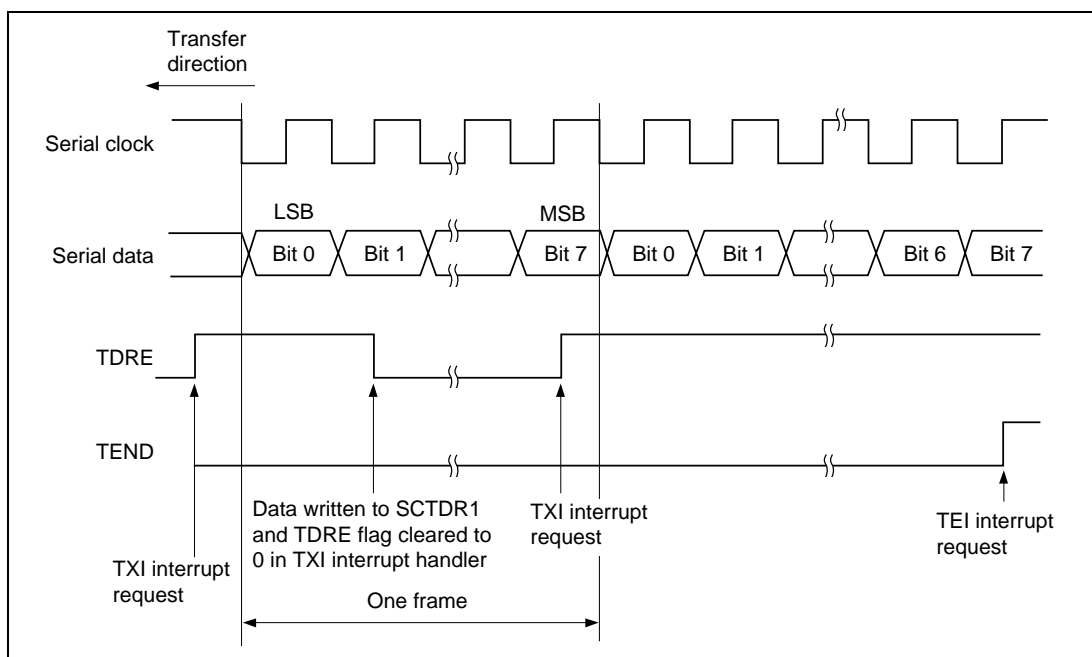 Transfer
direction
Serial clock
LSB
MSB
Serial data
Bit 0
Bit 1
Bit 7
Bit 0
Bit 1
Bit 6
Bit 7
TDRE
TEND
Data written to SCTDR1
and TDRE flag cleared to
0 in TXI interrupt handler
TXI interrupt
request
TEI interrupt
request
TXI interrupt
request
One frame